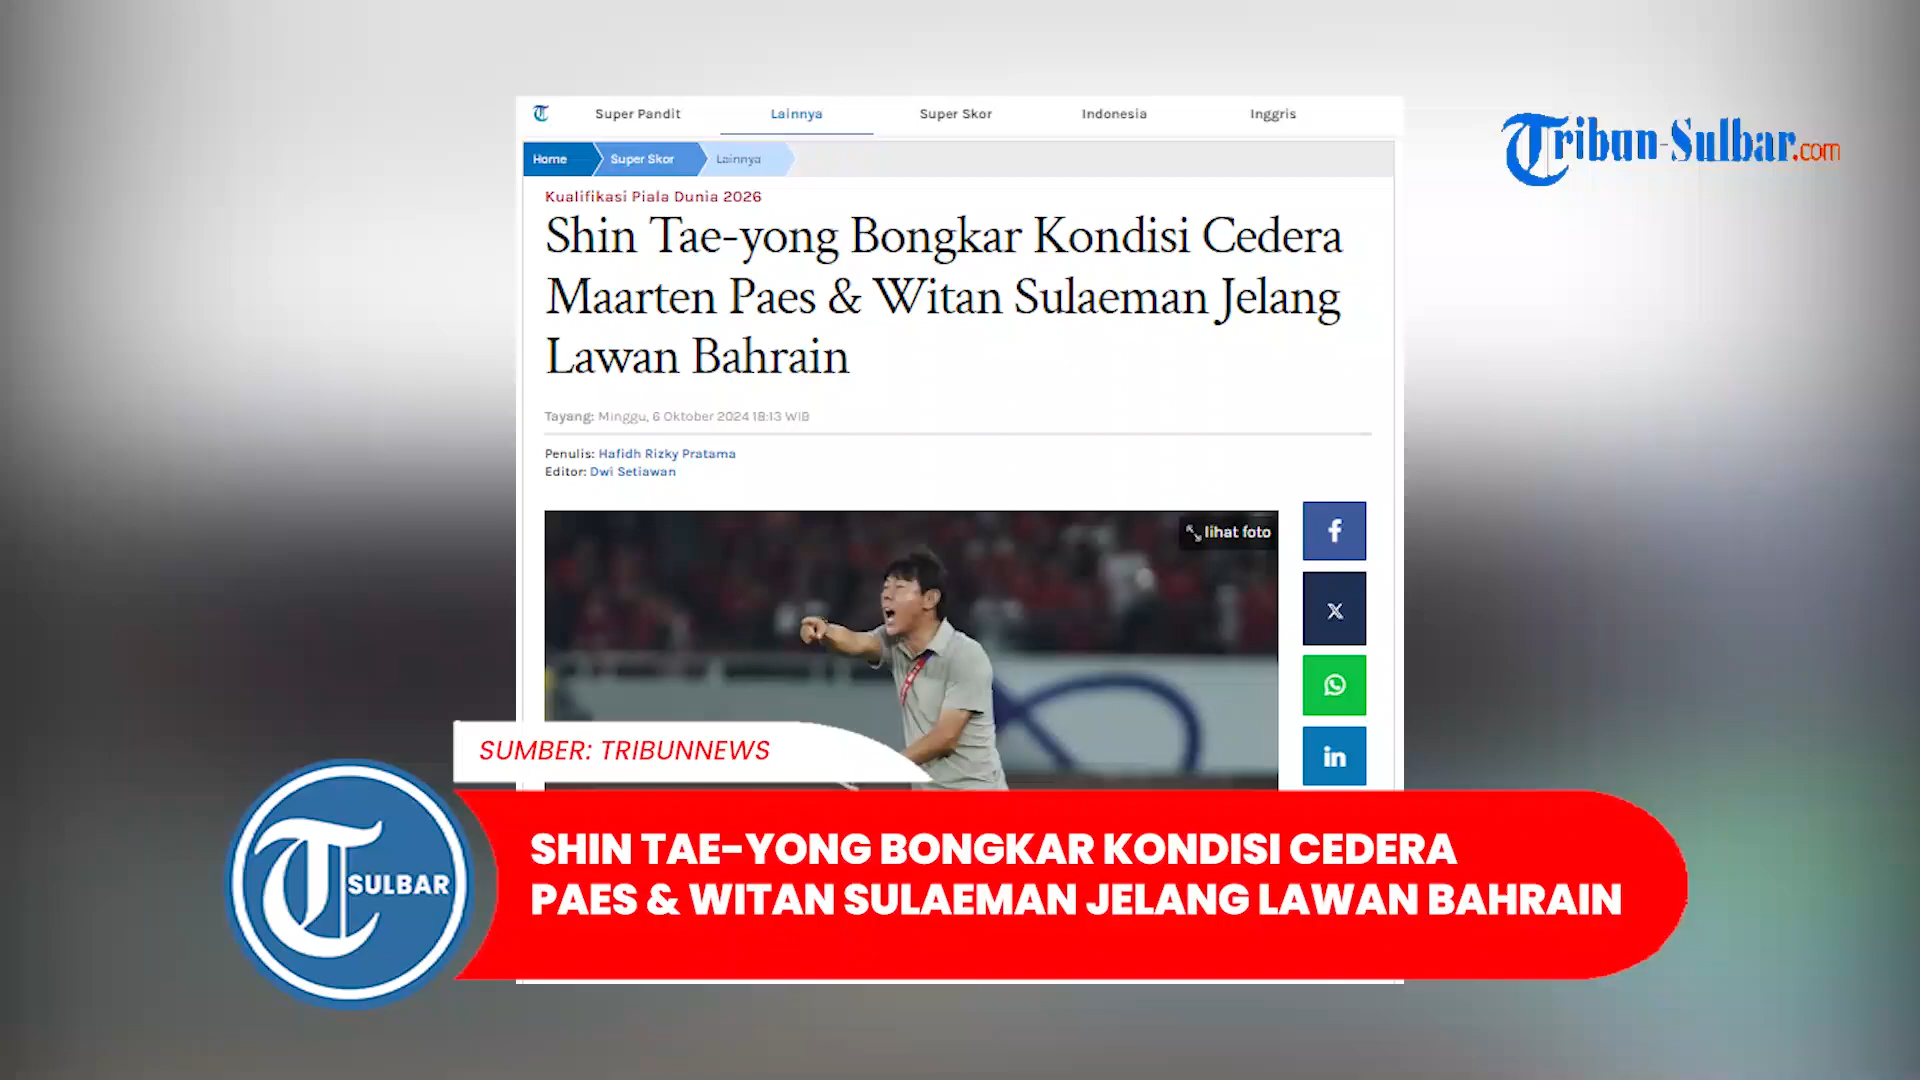 Super Pandit Lainnya Super Skor Indonesia Inggris
Tribun-Sulbar.com
Home Super Skor Lainnya
Kualifikasi Piala Dunia 2026
Shin Tae-yong Bongkar Kondisi Cedera
Maarten Paes & Witan Sulaeman Jelang
Lawan Bahrain
Tayang: Minggu, 6 Oktober 2024 18:13 WIB
Penulis: Hafidh Rizky Pratama
Editor: Dwi Setiawan
lihat foto
SUMBER: TRIBUNNEWS
SHIN TAE-YONG BONGKAR KONDISI CEDERA
PAES & WITAN SULAEMAN JELANG LAWAN BAHRAIN
T SULBAR